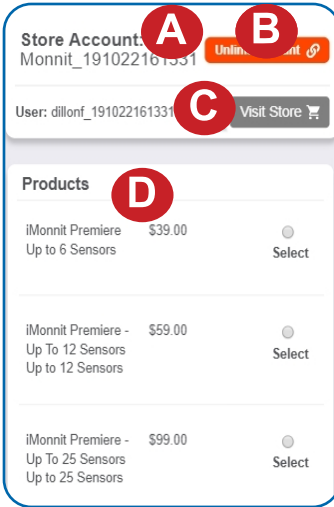 Store Account: A
Monnit_191022161331
B
User: dillonf_191022161331
C
Visit Store
Products
D
iMonnit Premiere $39.00
Up to 6 Sensors
Select
iMonnit Premiere - $59.00
Up To 12 Sensors
Up to 12 Sensors
Select
iMonnit Premiere - $99.00
Up To 25 Sensors
Up to 25 Sensors
Select